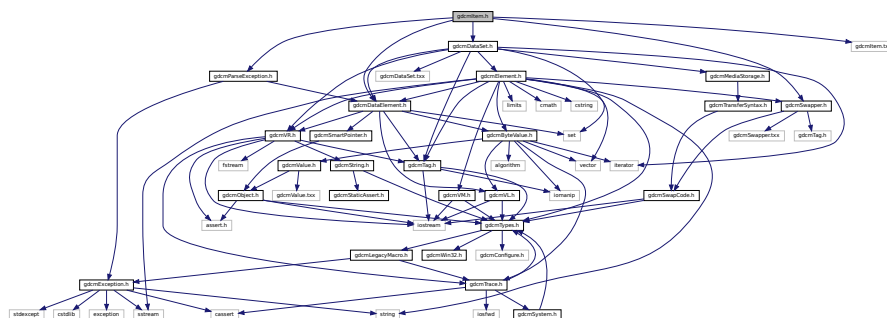 gdcmItem.h
gdcmDataSet.h
gdcmItem.tx
gdcmParseException.h
gdcmDataSet.txx
gdcmElement.h
gdcmMediaStorage.h
gdcmDataElement.h
limits
cmath
cstring
gdcmTransferSyntax.h
gdcmSwapper.h
gdcmVR.h
gdcmSmartPointer.h
gdcmByteValue.h
set
gdcmSwapper.txx
gdcmTag.h
fstream
gdcmValue.h
gdcmString.h
gdcmTag.h
algorithm
vector
iterator
gdcmObject.h
gdcmValue.txx
gdcmStaticAssert.h
gdcmVM.h
gdcmVL.h
iomanip
gdcmSwapCode.h
assert.h
iostream
gdcmTypes.h
gdcmLegacyMacro.h
gdcmWin32.h
gdcmConfigure.h
gdcmException.h
gdcmTrace.h
stdexcept
cstdlib
exception
sstream
cassert
string
iosfwd
gdcmSystem.h